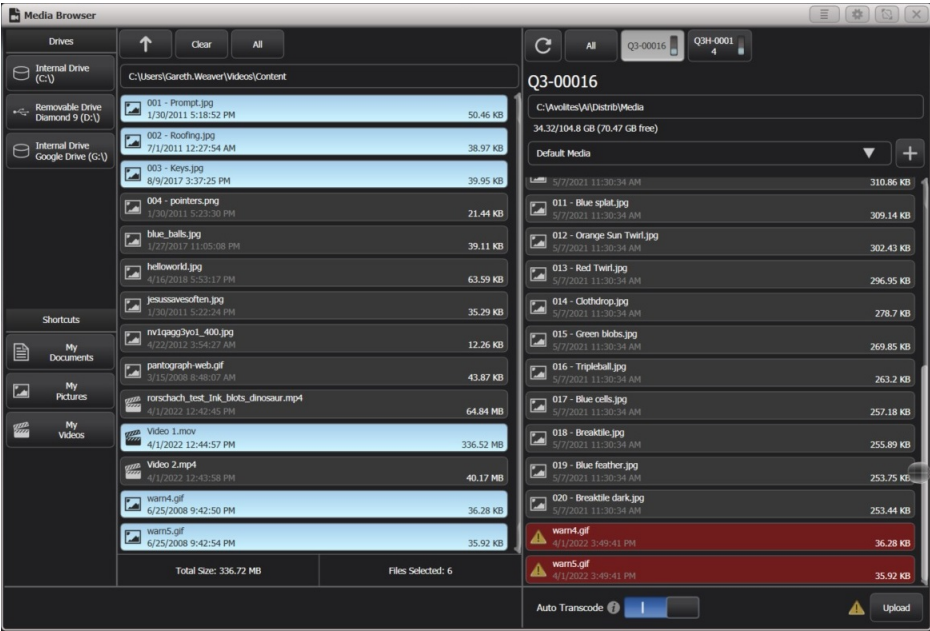 Media Browser
Drives
Internal Drive
(C:\)
Removable Drive
Diamond 9 (D:\)
Internal Drive
Google Drive (G:\)
Shortcuts
My
Documents
My
Pictures
My
Videos
Clear
All
C:\Users\Gareth.Weaver\Videos\Content
001 - Prompt.jpg
1/30/2011 5:18:52 PM 50.46 KB
002 - Roofing.jpg
7/1/2011 12:27:54 AM 38.97 KB
003 - Keys.jpg
8/9/2017 3:37:25 PM 39.95 KB
004 - pointers.png
1/30/2011 5:23:30 PM 21.44 KB
blue_balls.jpg
1/27/2017 11:05:08 PM 39.11 KB
helloworld.jpg
4/16/2018 5:53:17 PM 63.59 KB
jesussavesoften.jpg
1/30/2011 5:22:24 PM 35.29 KB
nv1qagg3yo1_400.jpg
4/22/2012 3:54:27 AM 12.26 KB
pantograph-web.gif
3/15/2008 8:48:07 AM 43.87 KB
rorschach_test_Ink_blots_dinosaur.mp4
4/1/2022 12:42:45 PM 64.84 MB
Video 1.mov
4/1/2022 12:44:57 PM 336.52 MB
Video 2.mp4
4/1/2022 12:43:58 PM 40.17 MB
warn4.gif
6/25/2008 9:42:50 PM 36.28 KB
warn5.gif
6/25/2008 9:42:54 PM 35.92 KB
Total Size: 336.72 MB Files Selected: 6
All
Q3-00016
Q3H-0001
4
Q3-00016
C:\Avolites\Ai\Distrib\Media
34.32/104.8 GB (70.47 GB free)
Default Media
5/7/2021 11:30:34 AM 310.86 KB
011 - Blue splat.jpg
5/7/2021 11:30:34 AM 309.14 KB
012 - Orange Sun Twirl.jpg
5/7/2021 11:30:34 AM 302.43 KB
013 - Red Twirl.jpg
5/7/2021 11:30:34 AM 296.95 KB
014 - Clothdrop.jpg
5/7/2021 11:30:34 AM 278.7 KB
015 - Green blobs.jpg
5/7/2021 11:30:34 AM 269.85 KB
016 - Tripleball.jpg
5/7/2021 11:30:34 AM 263.2 KB
017 - Blue cells.jpg
5/7/2021 11:30:34 AM 257.18 KB
018 - Breaktile.jpg
5/7/2021 11:30:34 AM 255.89 KB
019 - Blue feather.jpg
5/7/2021 11:30:34 AM 253.75 KB
020 - Breaktile dark.jpg
5/7/2021 11:30:34 AM 253.44 KB
warn4.gif
4/1/2022 3:49:41 PM 36.28 KB
warn5.gif
4/1/2022 3:49:41 PM 35.92 KB
Auto Transcode
Upload